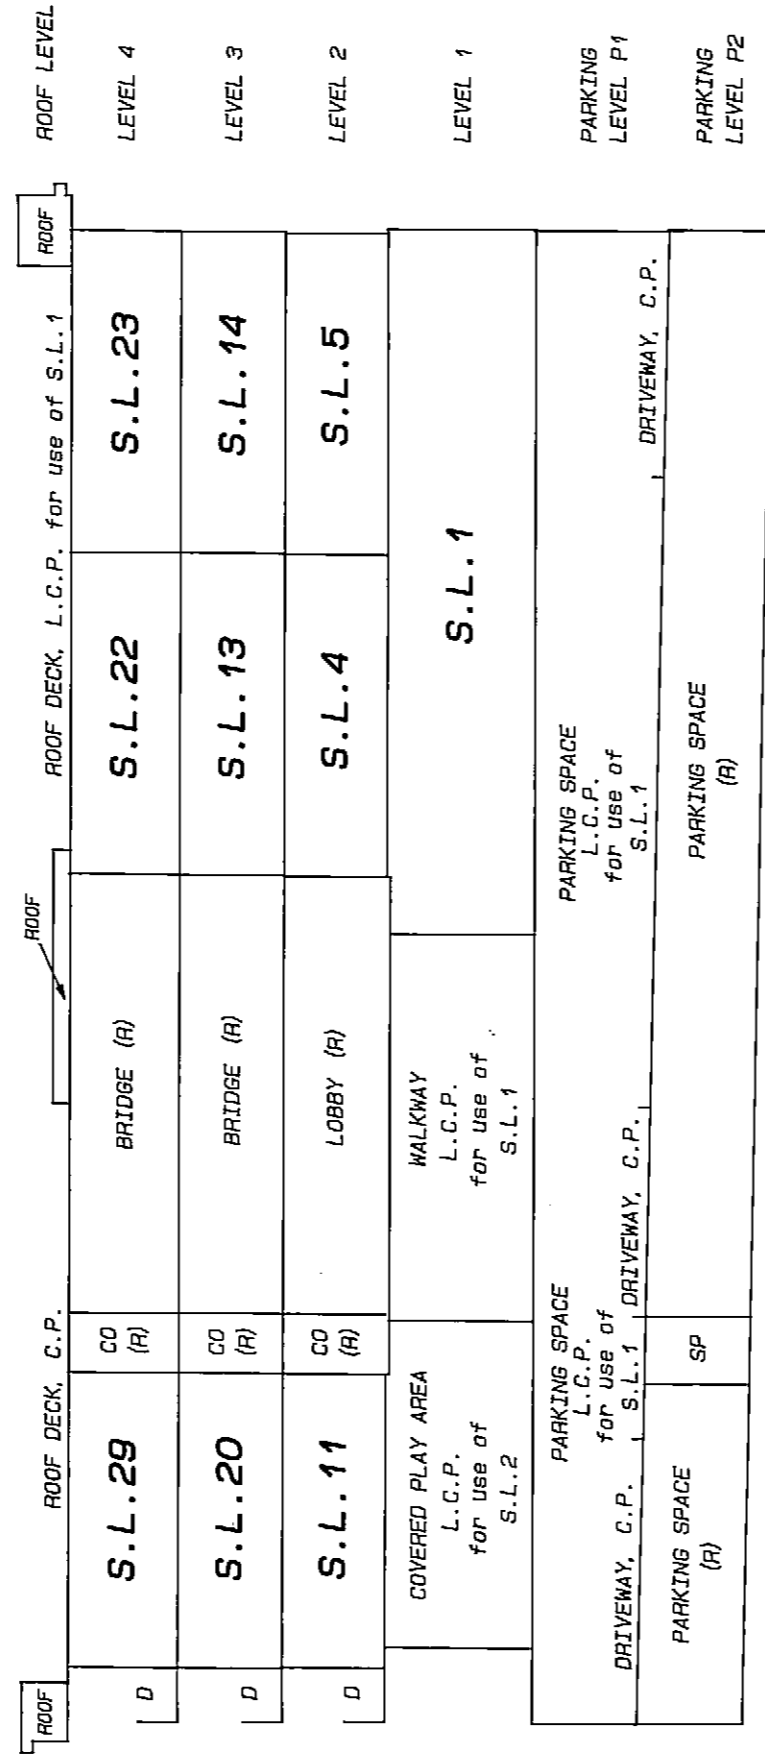 ROOF
ROOF DECK, C.P.
ROOF
ROOF DECK, L.C.P. for use of S.L.1
ROOF
ROOF LEVEL
D
S.L.29
CO
(R)
BRIDGE (R)
S.L.22
S.L.23
LEVEL 4
D
S.L.20
CO
(R)
BRIDGE (R)
S.L.13
S.L.14
LEVEL 3
D
S.L.11
CO
(R)
LOBBY (R)
S.L.4
S.L.5
LEVEL 2
COVERED PLAY AREA
L.C.P.
for use of
S.L.2
WALKWAY
L.C.P.
for use of
S.L.1
S.L.1
LEVEL 1
DRIVEWAY, C.P.
PARKING SPACE
L.C.P.
for use of
S.L.1
DRIVEWAY, C.P.
PARKING SPACE
L.C.P.
for use of
S.L.1
DRIVEWAY, C.P.
PARKING
LEVEL P1
PARKING SPACE
(R)
SP
PARKING SPACE
(R)
PARKING
LEVEL P2